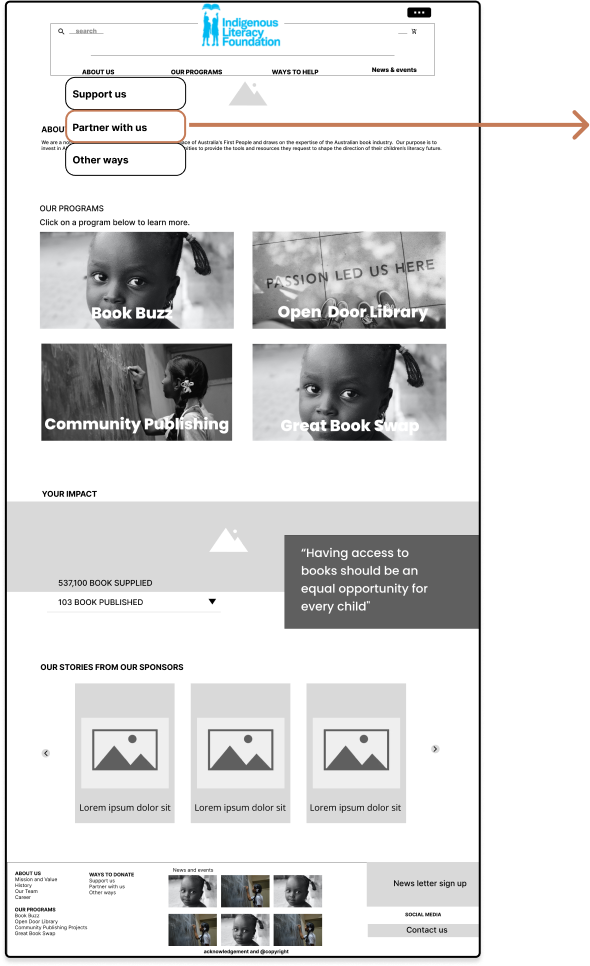 Indigenous
Literacy
Foundation
search
ABOUT US
OUR PROGRAMS
WAYS TO HELP
News & events
Support us
ABOU
Partner with us
We are a no
ce of Australia's First People and draws on the expertise of the Australian book industry. Our purpose is to
invest in A
ities to provide the tools and resources they request to shape the direction of their children's literacy future.
Other ways
OUR PROGRAMS
Click on a program below to learn more.
PASSION LED US HERE
Book Buzz
Open Door Library
Community Publishing
Great Book Swap
YOUR IMPACT
“Having access to
books should be an
equal opportunity for
every child"
537,100 BOOK SUPPLIED
103 BOOK PUBLISHED
OUR STORIES FROM OUR SPONSORS
Lorem ipsum dolor sit
Lorem ipsum dolor sit
Lorem ipsum dolor sit
ABOUT US
Mission and Value
History
Our Team
Career
OUR PROGRAMS
Book Buzz
Open Door Library
Community Publishing Projects
Great Book Swap
WAYS TO DONATE
Support us
Partner with us
Other ways
News and events
acknowledgement and @copyright
News letter sign up
SOCIAL MEDIA
Contact us